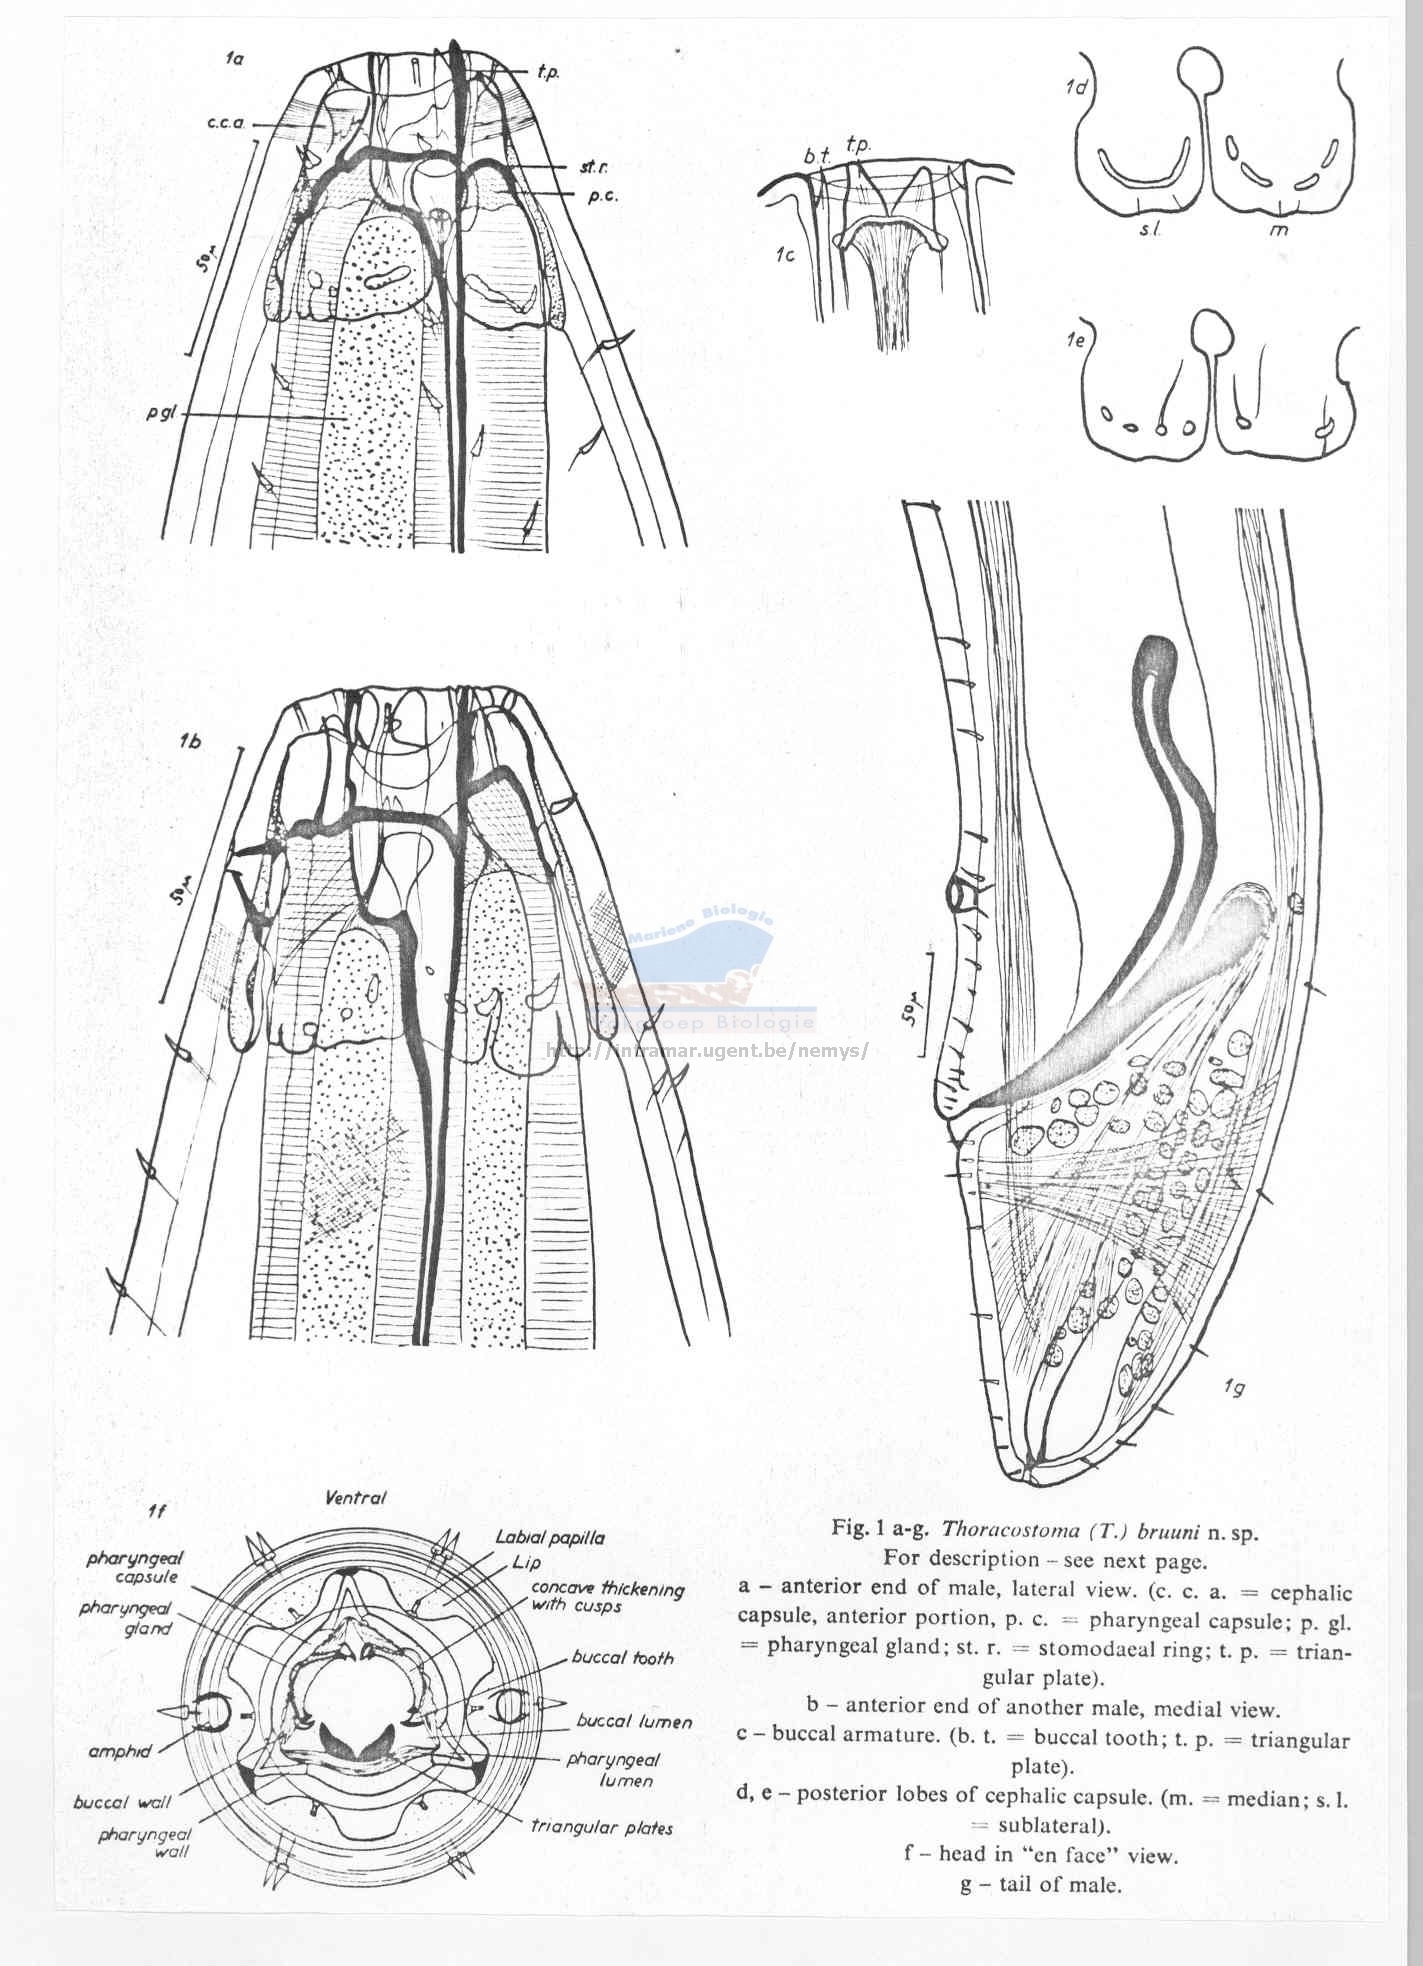 1a
t.p.
c.c.a.
st.r.
p.c.
50µ
p gl
b.t.
t.p.
1c
1d
s.l.
m
1e
1b
50µ
Mariene Biologie
Vakgroep Biologie
http://intramar.ugent.be/nemys/
50µ
1g
1f
Ventral
pharyngeal
capsule
pharyngeal
gland
amphid
buccal wall
pharyngeal
wall
Labial papilla
Lip
concave thickening
with cusps
buccal tooth
buccal lumen
pharyngeal
lumen
triangular plates
Fig. 1 a-g. Thoracostoma (T.) bruuni n. sp.
For description – see next page.
a – anterior end of male, lateral view. (c. c. a. = cephalic
capsule, anterior portion, p. c. = pharyngeal capsule; p. gl.
= pharyngeal gland; st. r. = stomodaeal ring; t. p. = trian-
gular plate).
b – anterior end of another male, medial view.
c – buccal armature. (b. t. = buccal tooth; t. p. = triangular
plate).
d, e – posterior lobes of cephalic capsule. (m. = median; s. l.
= sublateral).
f – head in “en face” view.
g – tail of male.